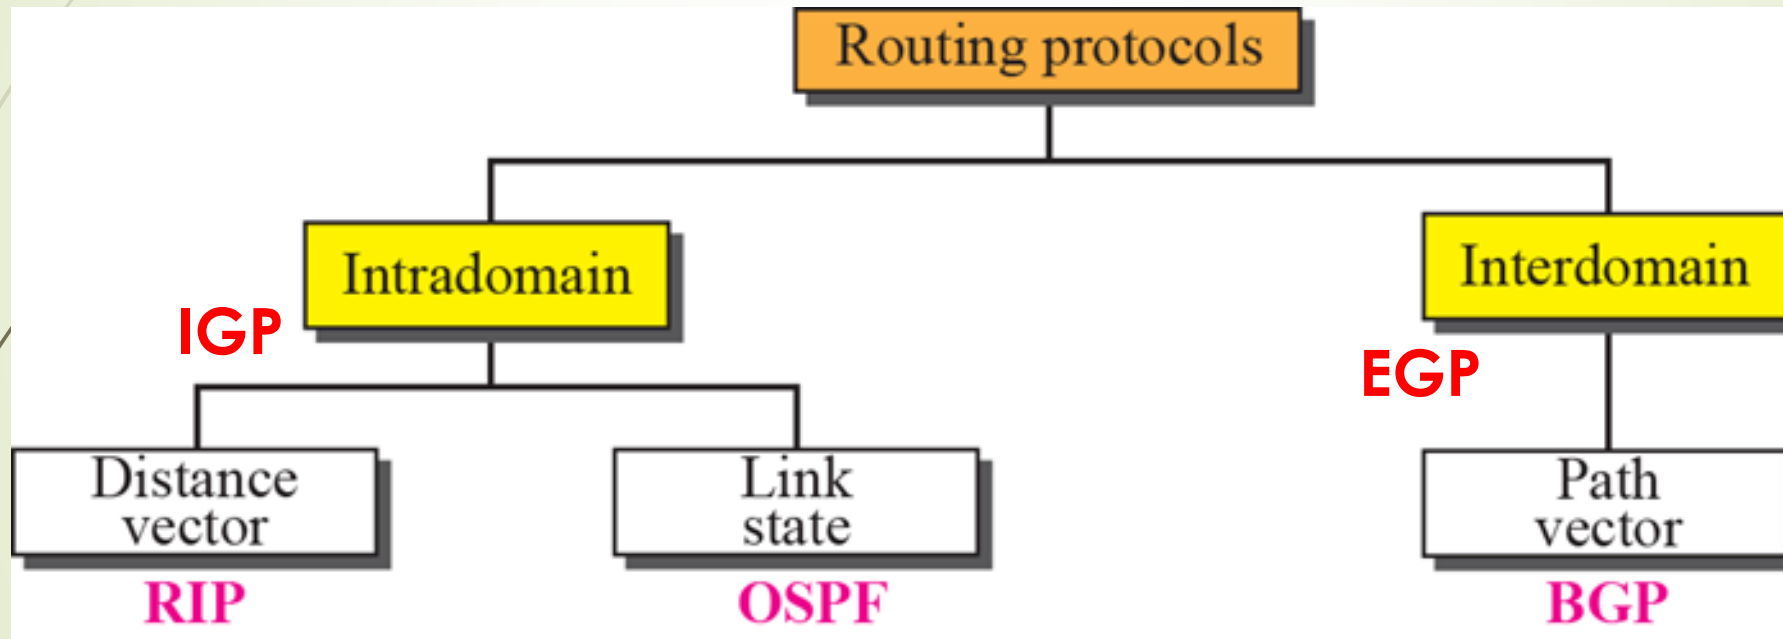 Routing protocols
Intradomain
Interdomain
IGP
EGP
Distance
vector
Link
state
Path
vector
RIP
OSPF
BGP